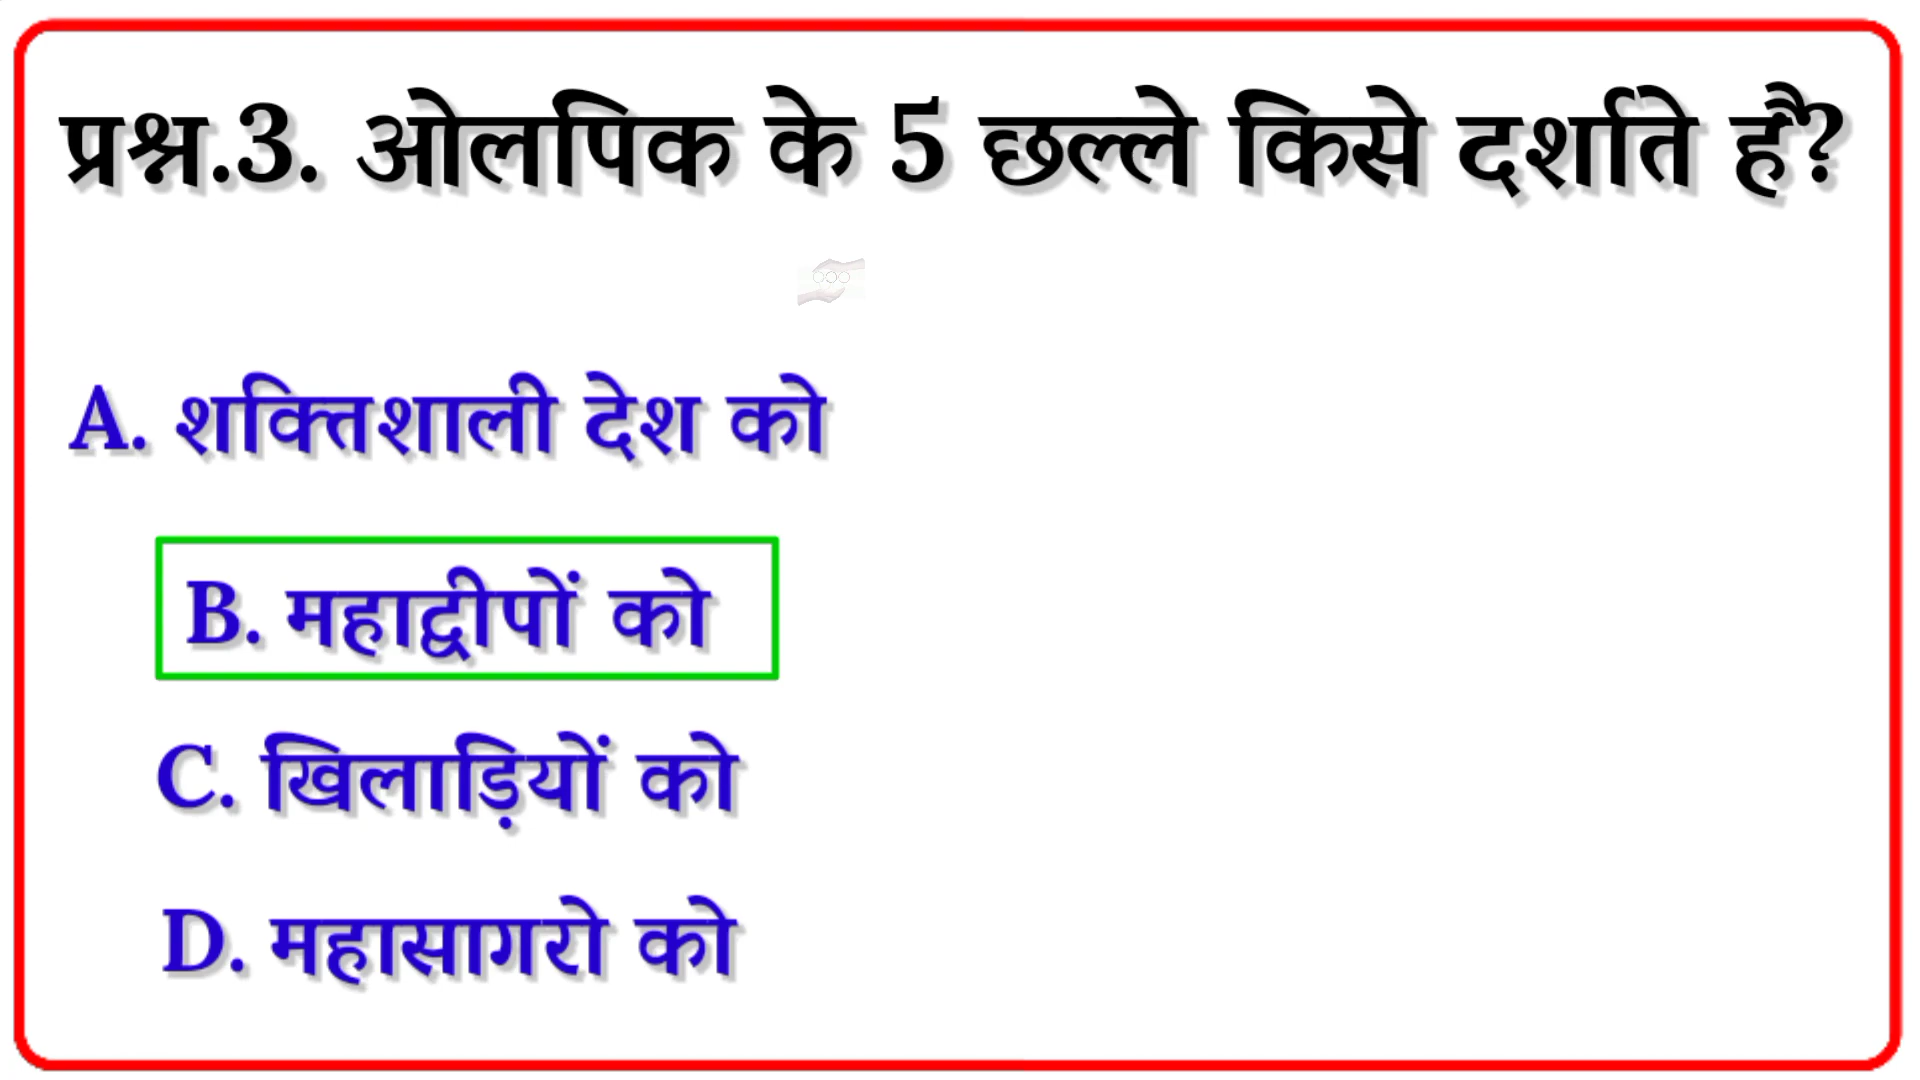 प्रश्न.3. ओलपिक के 5 छल्ले किसे दर्शाते हैं?
A. शक्तिशाली देश को
B. महाद्वीपों को
C. खिलाड़ियों को
D. महासागरो को